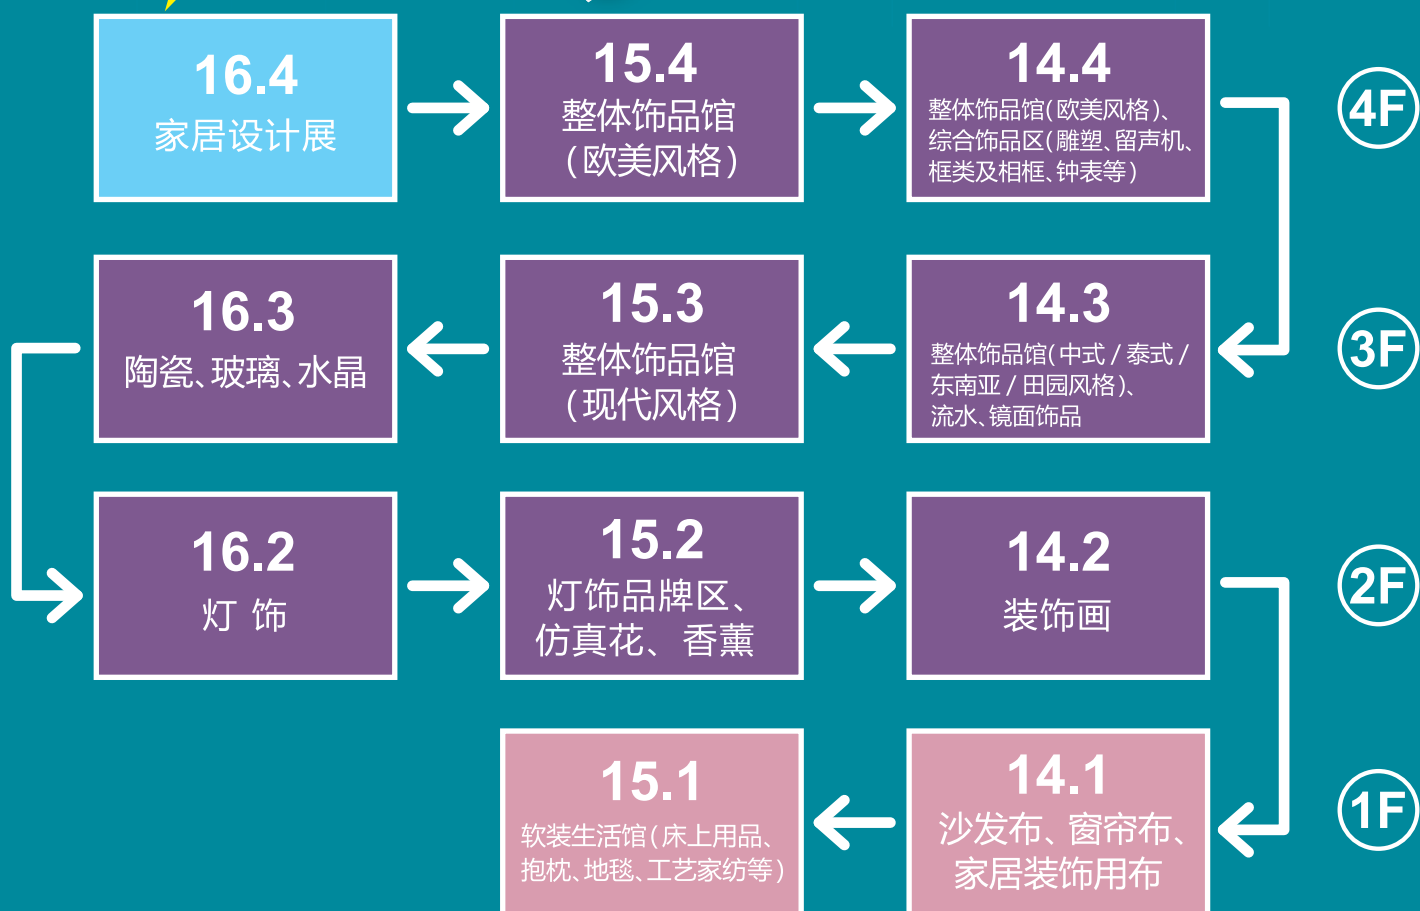 16.4
家居设计展
15.4
整体饰品馆
(欧美风格)
14.4
整体饰品馆(欧美风格)、
综合饰品区(雕塑、留声机、
框类及相框、钟表等)
4F
16.3
陶瓷、玻璃、水晶
15.3
整体饰品馆
(现代风格)
14.3
整体饰品馆(中式/泰式/
东南亚/田园风格)、
流水、镜面饰品
3F
16.2
灯 饰
15.2
灯饰品牌区、
仿真花、香薰
14.2
装饰画
2F
15.1
软装生活馆(床上用品、
抱枕、地毯、工艺家纺等)
14.1
沙发布、窗帘布、
家居装饰用布
1F